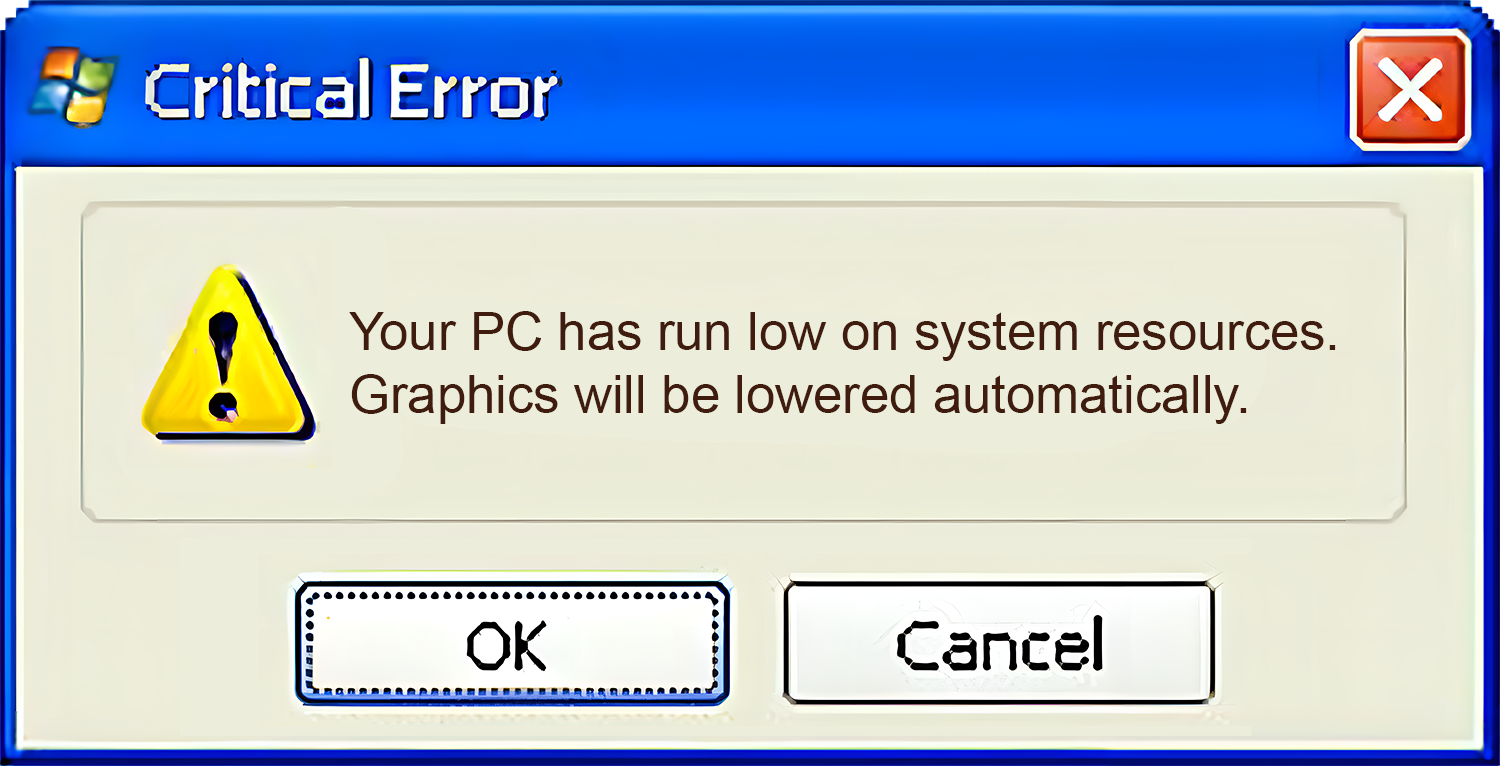 Critical Error
Your PC has run low on system resources.
Graphics will be lowered automatically.
OK
Cancel